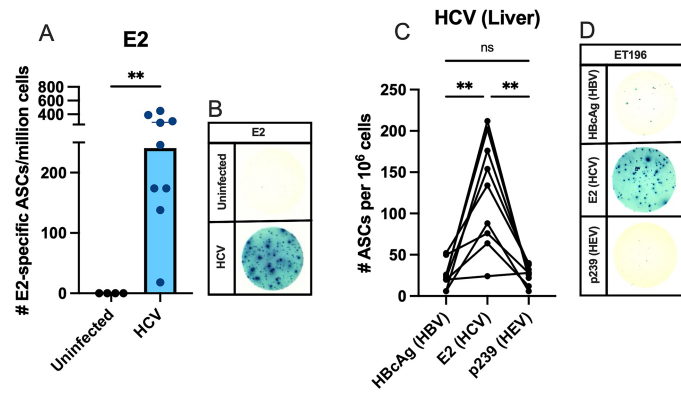 A
E2
# E2-specific ASCs/million cells
800
600
400
200
100
0
**
Uninfected
HCV
B
E2
Uninfected
HCV
C
HCV (Liver)
ns
**
**
# ASCs per 10⁶ cells
250
200
150
100
50
0
HBcAg (HBV)
E2 (HCV)
p239 (HEV)
D
ET196
HBcAg (HBV)
E2 (HCV)
p239 (HEV)